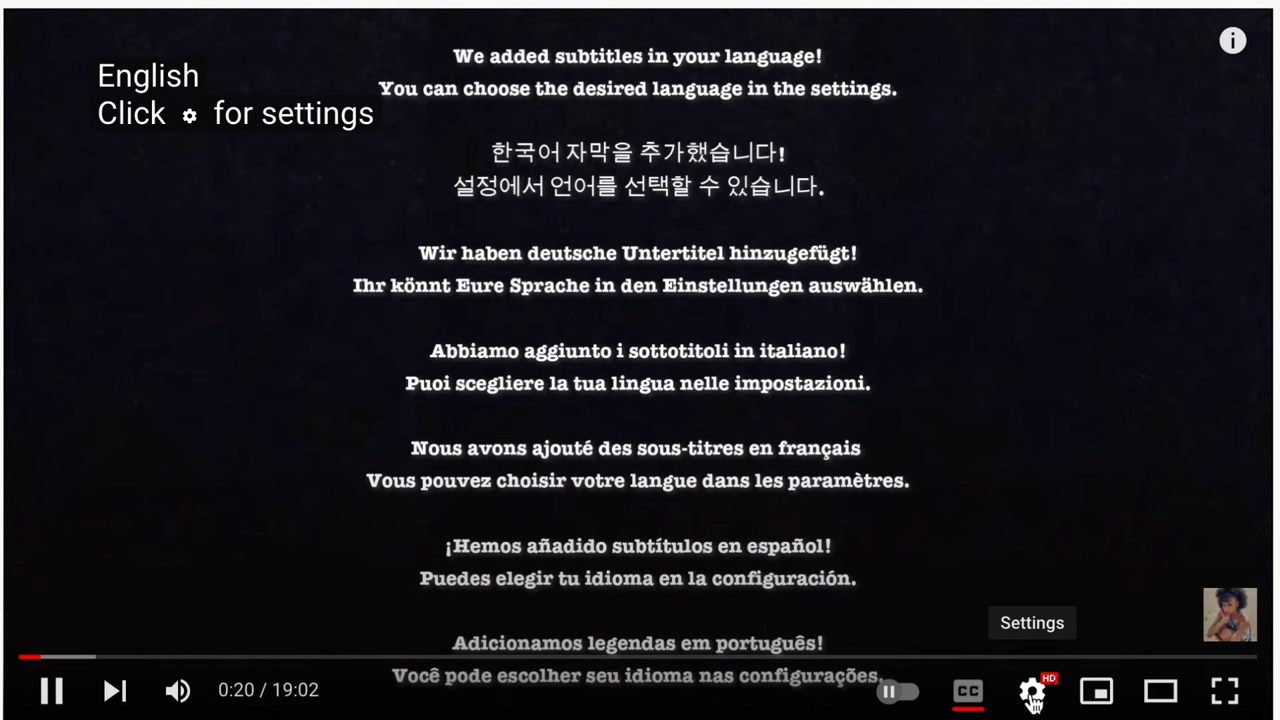 English
Click for settings
We added subtitles in your language!
You can choose the desired language in the settings.
한국어 자막을 추가했습니다!
설정에서 언어를 선택할 수 있습니다.
Wir haben deutsche Untertitel hinzugefügt!
Ihr könnt Eure Sprache in den Einstellungen auswählen.
Abbiamo aggiunto i sottotitoli in italiano!
Puoi scegliere la tua lingua nelle impostazioni.
Nous avons ajouté des sous-titres en français
Vous pouvez choisir votre langue dans les paramètres.
¡Hemos añadido subtítulos en español!
Puedes elegir tu idioma en la configuración.
Settings
Adicionamos legendas em português!
Você pode escolher seu idioma nas configurações.
0:20 / 19:02
CC
HD